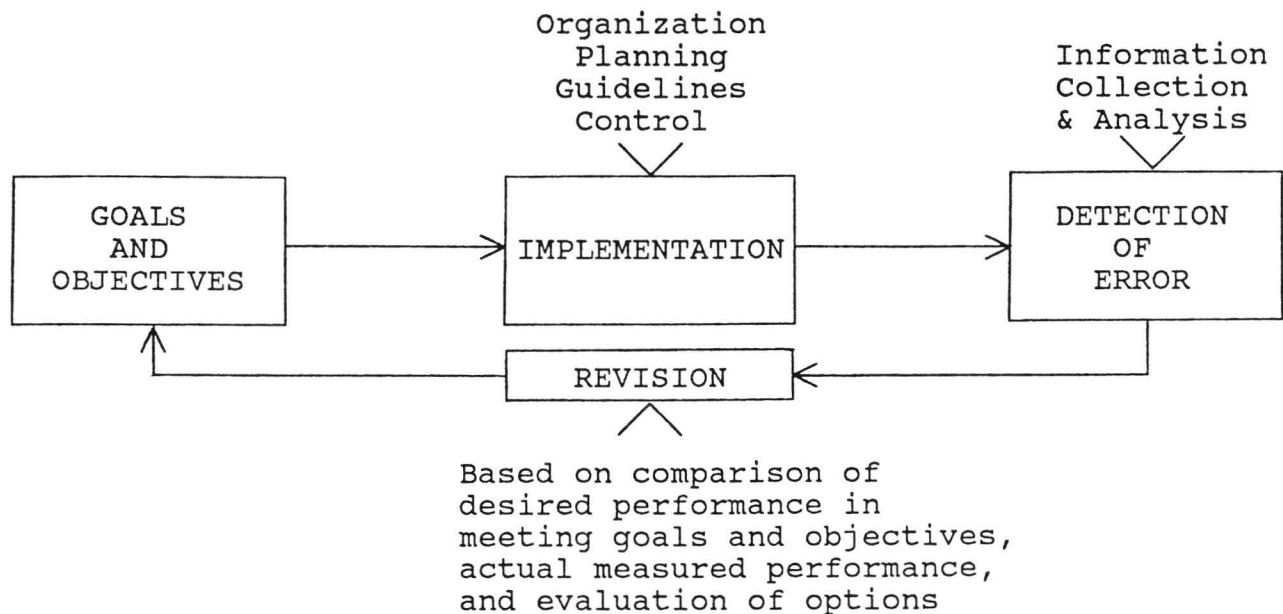 Organization
Planning
Guidelines
Control
Information
Collection
& Analysis
GOALS
AND
OBJECTIVES
IMPLEMENTATION
DETECTION
OF
ERROR
REVISION
Based on comparison of
desired performance in
meeting goals and objectives,
actual measured performance,
and evaluation of options